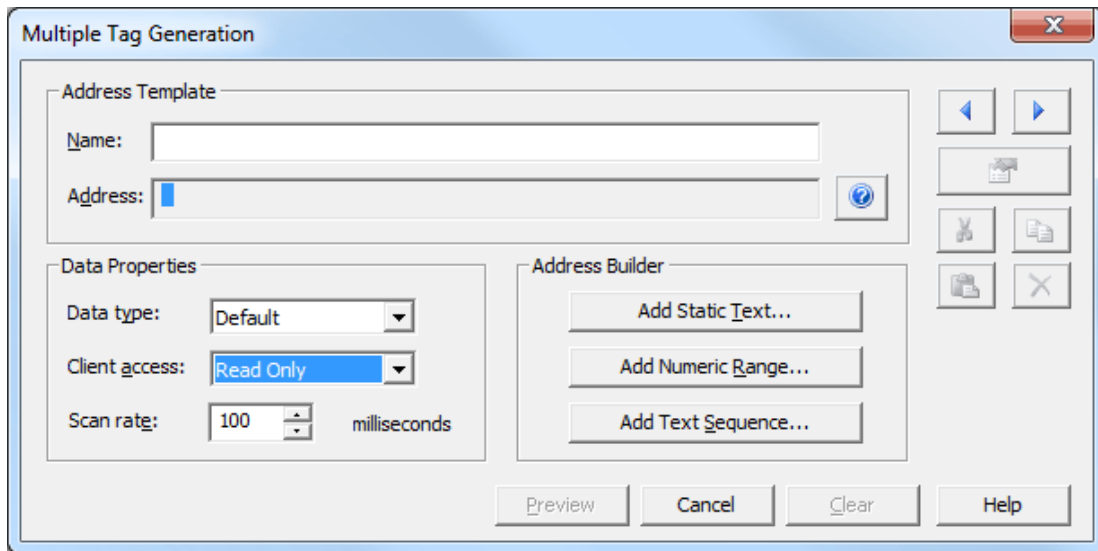 Multiple Tag Generation
Address Template
Name:
Address:
Data Properties
Data type: Default
Client access: Read Only
Scan rate: 100 milliseconds
Address Builder
Add Static Text...
Add Numeric Range...
Add Text Sequence...
Preview Cancel Clear Help